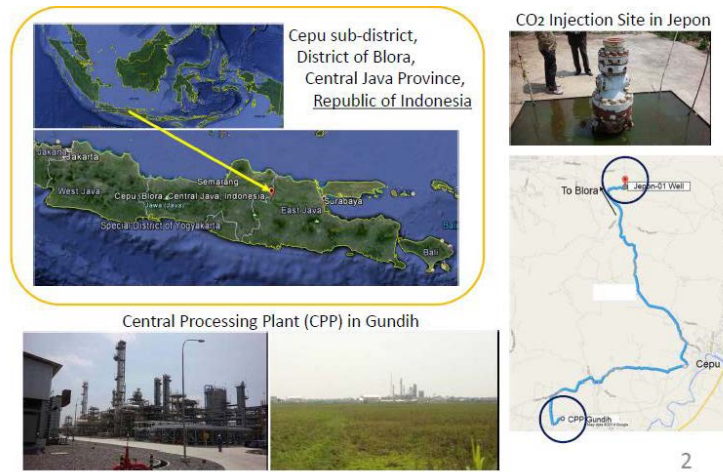 Cepu sub-district,
District of Blora,
Central Java Province,
Republic of Indonesia
CO2 Injection Site in Jepon
Jakarta
Jakarta
West Java
Semarang
Cepu, Blora, Central Java, Indonesia
Jawa (Java)
Surabaya
East Java
Special District of Yogyakarta
Bali
To Blora
Jepon-01 Well
Cepu
CPP Gundih
Central Processing Plant (CPP) in Gundih
2